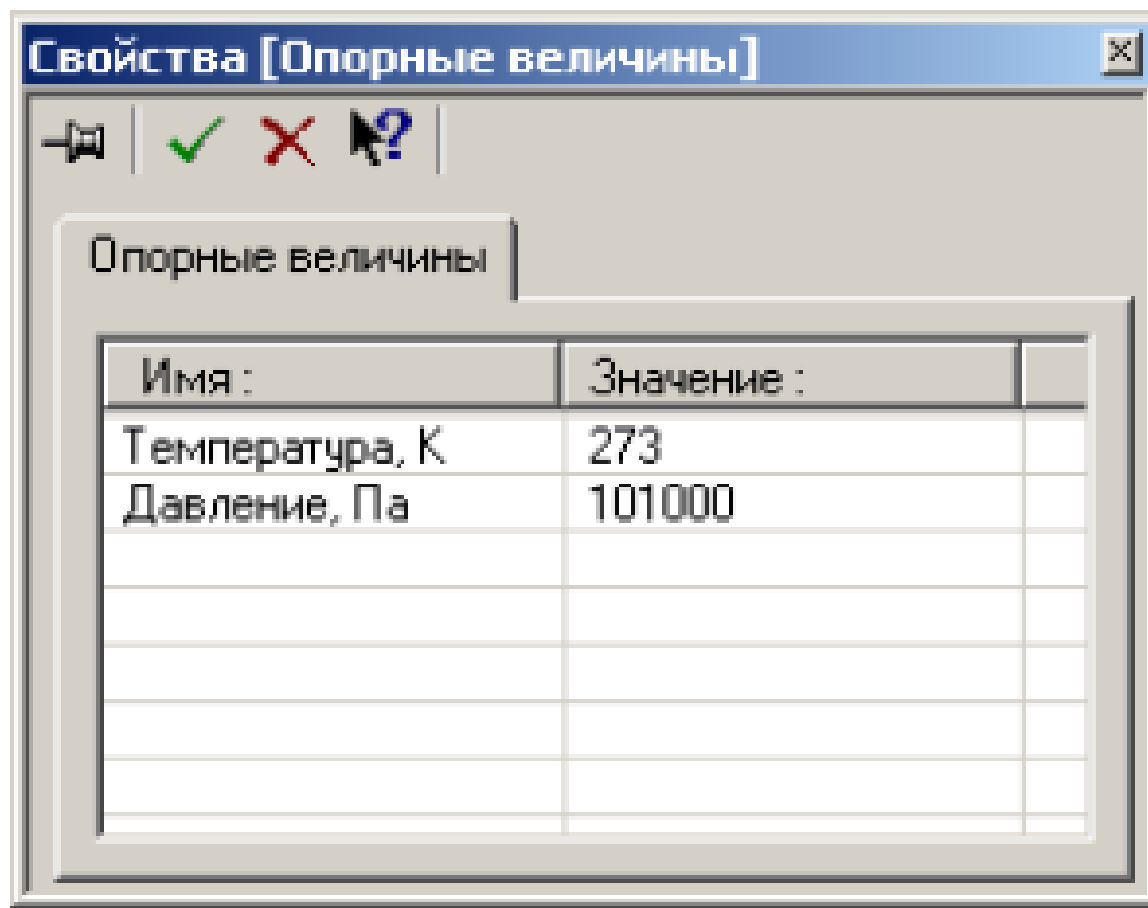 Свойства [Опорные величины]
Опорные величины
Имя : Значение :
Температура, К 273
Давление, Па 101000